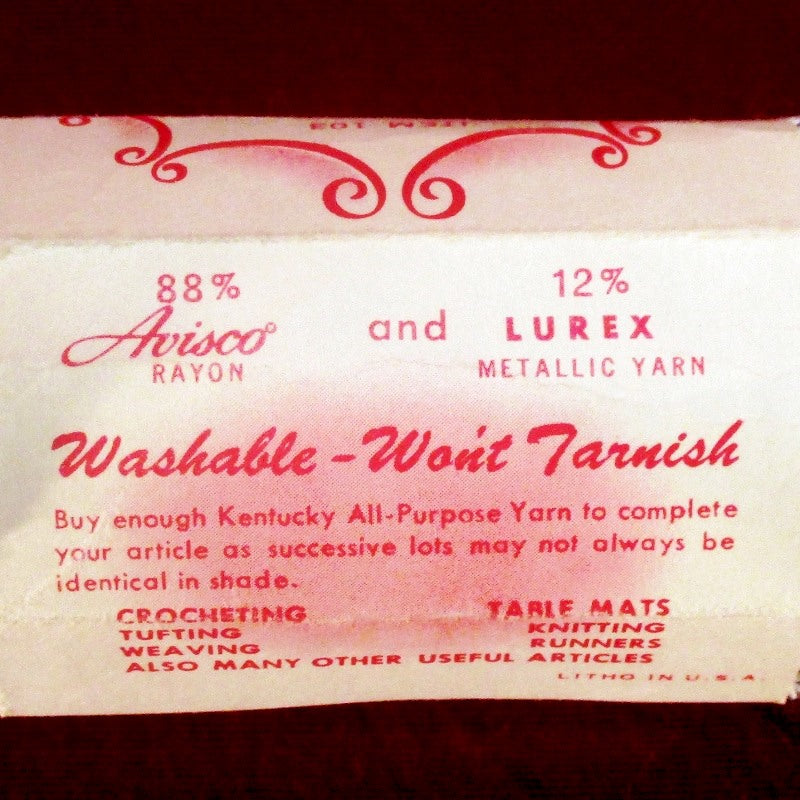 88%
Avisco®
RAYON
and
12%
LUREX
METALLIC YARN
Washable - Won't Tarnish
Buy enough Kentucky All-Purpose Yarn to complete
your article as successive lots may not always be
identical in shade.
CROCHETING TABLE MATS
TUFTING KNITTING
WEAVING RUNNERS
ALSO MANY OTHER USEFUL ARTICLES
LITHO IN U.S.A.